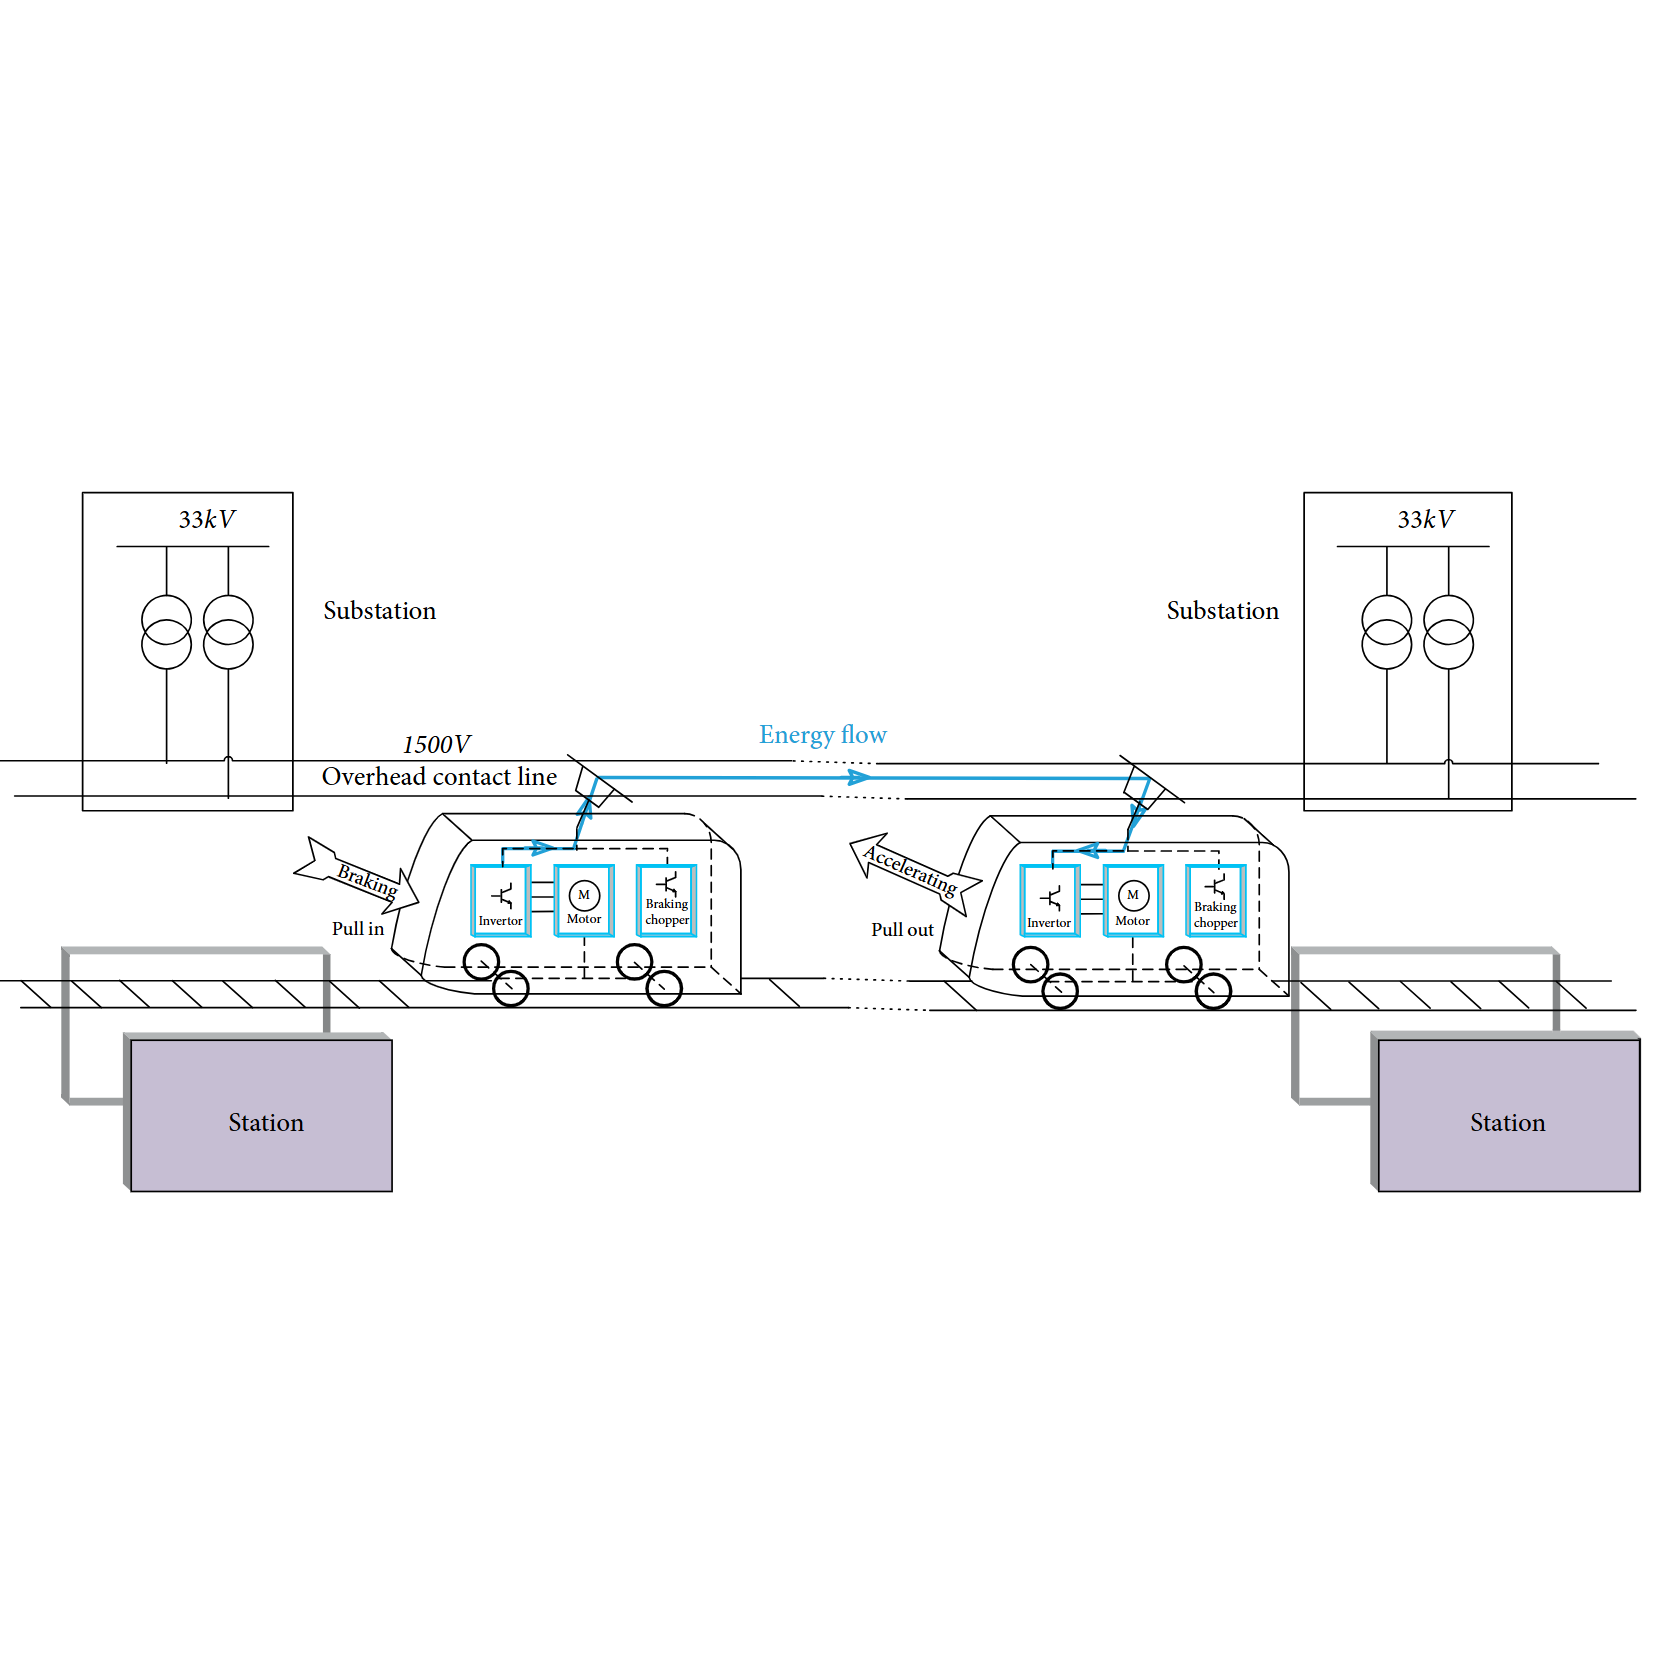 33kV
33kV
Substation
Substation
Energy flow
1500V
Overhead contact line
Braking
Pull in
Invertor
M
Motor
Braking
chopper
Accelerating
Pull out
Invertor
M
Motor
Braking
chopper
Station
Station